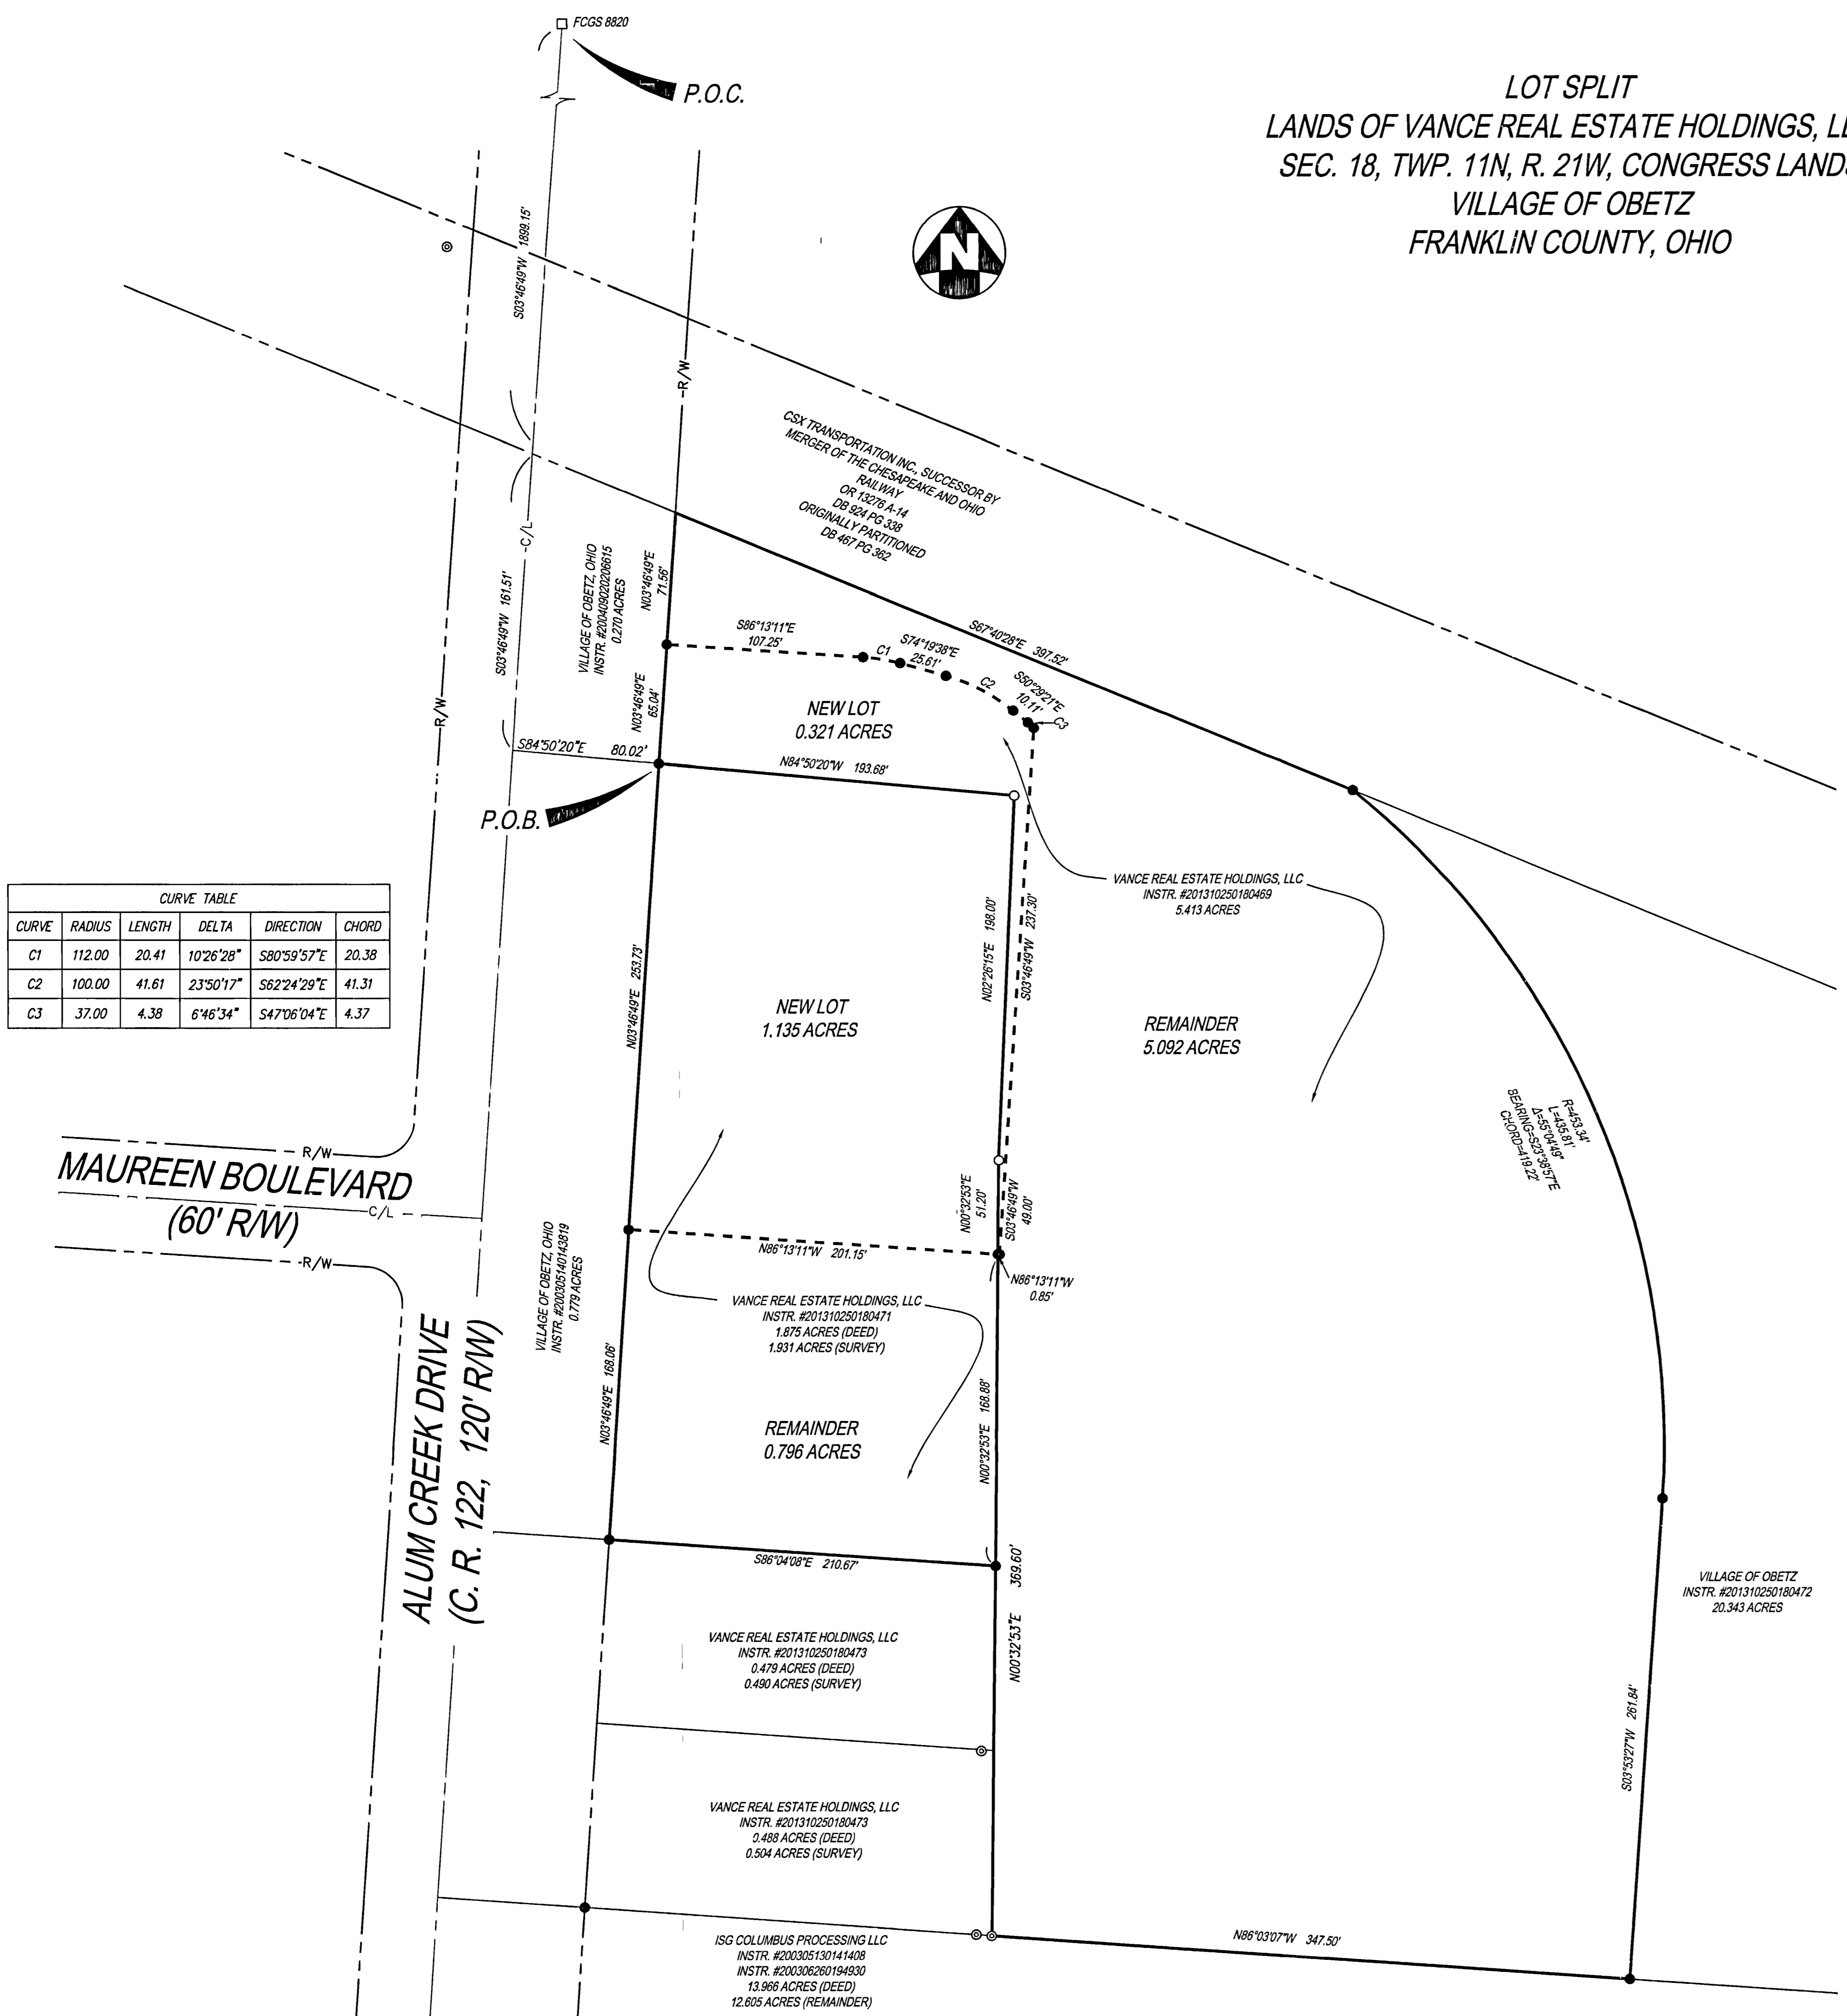 FCGS 8820
P.O.C.
LOT SPLIT
LANDS OF VANCE REAL ESTATE HOLDINGS,
SEC. 18, TWP. 11N, R. 21W, CONGRESS LANDS
VILLAGE OF OBETZ
FRANKLIN COUNTY, OHIO
N
S03°46'49"W 1899.15'
R/W
CSX TRANSPORTATION INC., SUCCESSOR BY
MERGER OF THE CHESAPEAKE AND OHIO
RAILWAY
OR 13276 A-14
DB 924 PG 338
ORIGINALLY PARTITIONED
DB 467 PG 362
C/L
S03°46'49"W 161.51'
VILLAGE OF OBETZ, OHIO
INSTR. #200409020206615
0.270 ACRES
N03°46'49"E
71.56'
S86°13'11"E
107.25'
C1
S74°19'38"E
25.61'
C2
S50°29'21"E
10.11'
C3
S67°40'28"E 397.52'
N03°46'49"E
65.04'
NEW LOT
0.321 ACRES
R/W
S84°50'20"E 80.02'
N84°50'20"W 193.68'
P.O.B.
CURVE TABLE
CURVE RADIUS LENGTH DELTA DIRECTION CHORD
C1 112.00 20.41 10°26'28" S80°59'57"E 20.38
C2 100.00 41.61 23°50'17" S62°24'29"E 41.31
C3 37.00 4.38 6°46'34" S47°06'04"E 4.37
VANCE REAL ESTATE HOLDINGS, LLC
INSTR. #201310250180469
5.413 ACRES
N03°46'49"E 253.73'
N02°26'15"E 198.00'
S03°46'49"W 237.30'
NEW LOT
1.135 ACRES
REMAINDER
5.092 ACRES
R=453.34'
L=435.81'
Δ=55°04'49"
BEARING=S23°38'57"E
CHORD=419.22'
R/W
MAUREEN BOULEVARD
C/L
(60' R/W)
R/W
N00°32'53"E
51.20'
S03°46'49"W
49.00'
VILLAGE OF OBETZ, OHIO
INSTR. #200305140143819
0.779 ACRES
N86°13'11"W 201.15'
N86°13'11"W
0.85'
VANCE REAL ESTATE HOLDINGS, LLC
INSTR. #201310250180471
1.875 ACRES (DEED)
1.931 ACRES (SURVEY)
N03°46'49"E 168.06'
N00°32'53"E 168.88'
REMAINDER
0.796 ACRES
ALUM CREEK DRIVE
(C. R. 122, 120' R/W)
S86°04'08"E 210.67'
N00°32'53"E 369.60'
VILLAGE OF OBETZ
INSTR. #201310250180472
20.343 ACRES
VANCE REAL ESTATE HOLDINGS, LLC
INSTR. #201310250180473
0.479 ACRES (DEED)
0.490 ACRES (SURVEY)
S03°53'27"W 261.84'
VANCE REAL ESTATE HOLDINGS, LLC
INSTR. #201310250180473
0.488 ACRES (DEED)
0.504 ACRES (SURVEY)
N86°03'07"W 347.50'
ISG COLUMBUS PROCESSING LLC
INSTR. #200305130141408
INSTR. #200306260194930
13.966 ACRES (DEED)
12.605 ACRES (REMAINDER)